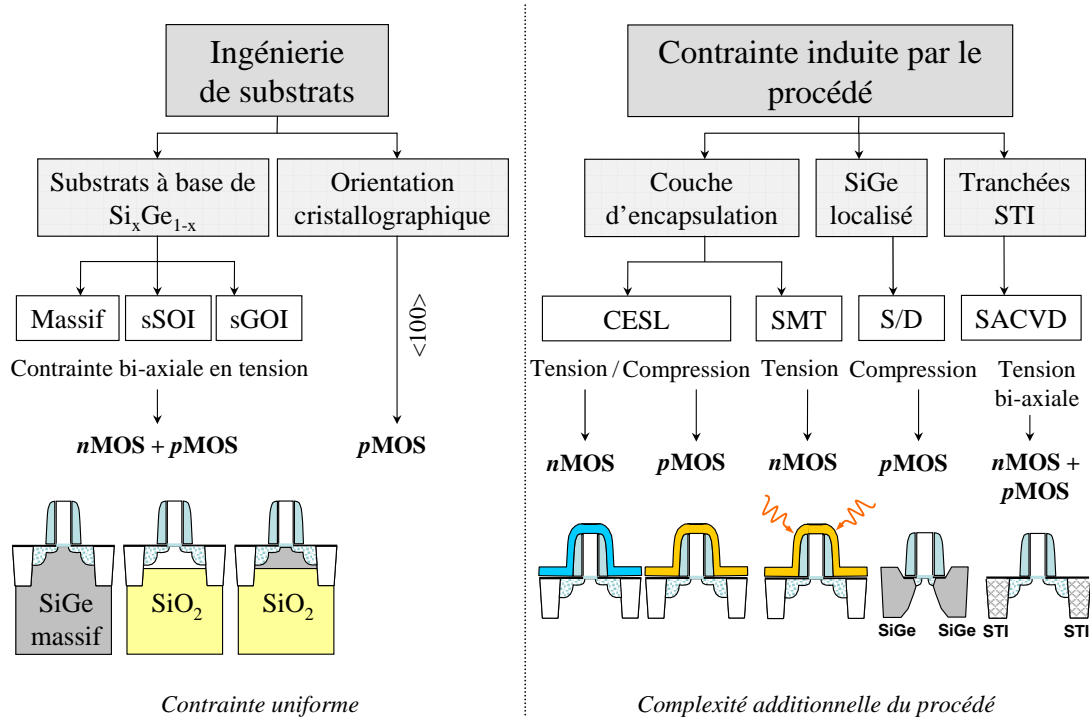 Ingénierie
de substrats
Substrats à base de
SixGe1-x
Orientation
cristallographique
Massif
sSOI
sGOI
<100>
Contrainte bi-axiale en tension
nMOS + pMOS
pMOS
SiGe
massif
SiO2
SiO2
Contrainte uniforme
Contrainte induite par le
procédé
Couche
d’encapsulation
SiGe
localisé
Tranchées
STI
CESL
SMT
S/D
SACVD
Tension / Compression
Tension
Compression
Tension
bi-axiale
nMOS
pMOS
nMOS
pMOS
nMOS +
pMOS
SiGe
SiGe
STI
STI
Complexité additionnelle du procédé